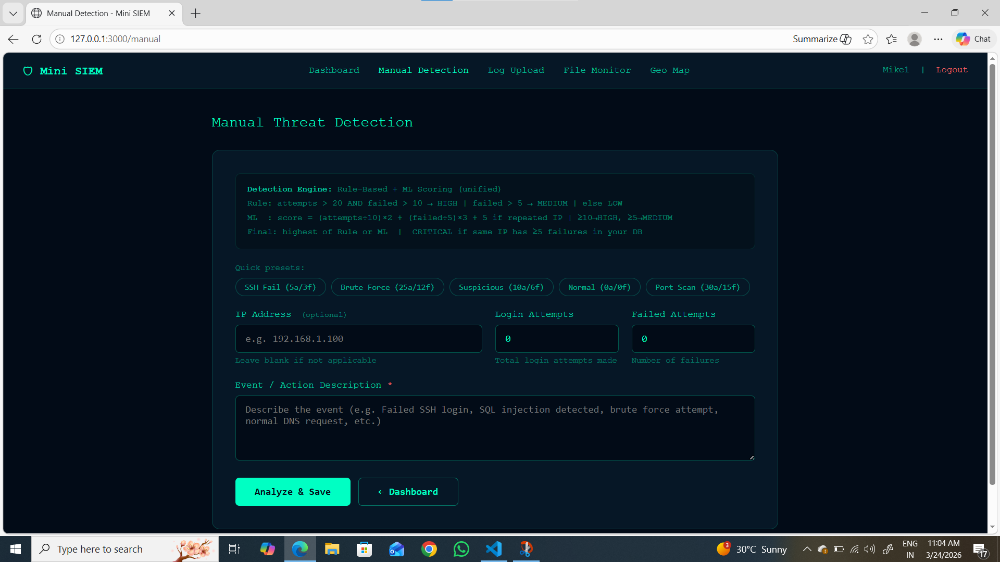 Manual Detection - Mini SIEM
127.0.0.1:3000/manual
Summarize
Chat
Mini SIEM
Dashboard
Manual Detection
Log Upload
File Monitor
Geo Map
Mike1 | Logout
Manual Threat Detection
Detection Engine: Rule-Based + ML Scoring (unified)
Rule: attempts > 20 AND failed > 10 → HIGH | failed > 5 → MEDIUM | else LOW
ML : score = (attempts÷10)×2 + (failed÷5)×3 + 5 if repeated IP | ≥10→HIGH, ≥5→MEDIUM
Final: highest of Rule or ML | CRITICAL if same IP has ≥5 failures in your DB
Quick presets:
SSH Fail (5a/3f)
Brute Force (25a/12f)
Suspicious (10a/6f)
Normal (0a/0f)
Port Scan (30a/15f)
IP Address (optional)
Login Attempts
Failed Attempts
e.g. 192.168.1.100
0
0
Leave blank if not applicable
Total login attempts made
Number of failures
Event / Action Description *
Describe the event (e.g. Failed SSH login, SQL injection detected, brute force attempt,
normal DNS request, etc.)
Analyze & Save
← Dashboard
Type here to search
3
30°C Sunny
ENG
IN
11:04 AM
3/24/2026
17